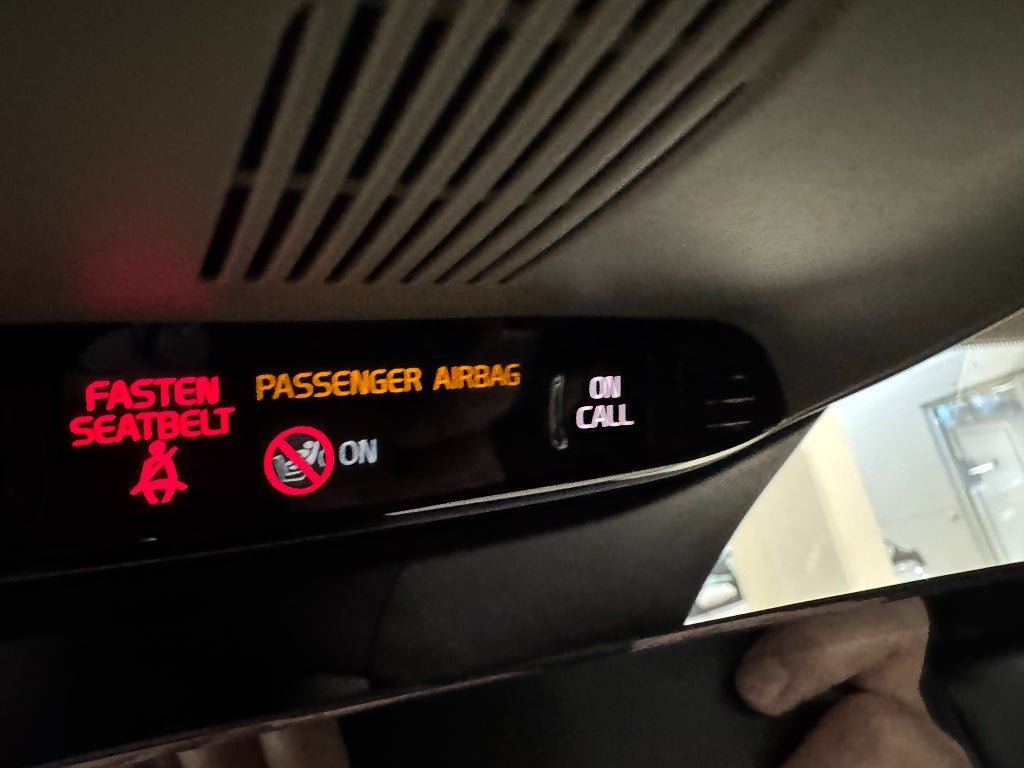 FASTEN
SEATBELT
PASSENGER AIRBAG
ON
ON
CALL